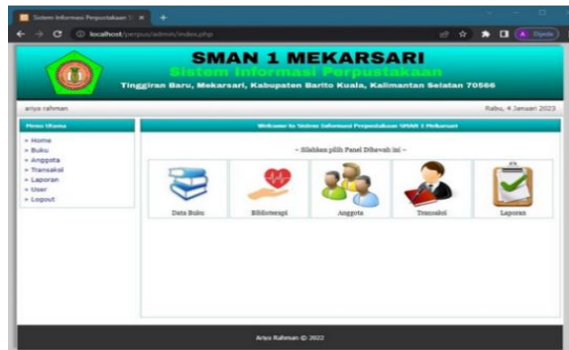 Sistem Informasi Perpustakaan
localhost/perpus/admin/index.php
SMAN 1 MEKARSARI
Sistem Informasi Perpustakaan
Tinggiran Baru, Mekarsari, Kabupaten Barito Kuala, Kalimantan Selatan 70566
ariya rahman
Rabu, 4 Januari 2023
Menu Utama
Welcome to Sistem Informasi Perpustakaan SMAN 1 Mekarsari
» Home
» Buku
» Anggota
» Transaksi
» Laporan
» User
» Logout
~ Silahkan pilih Panel Dibawah ini ~
Data Buku
Biblioterapi
Anggota
Transaksi
Laporan
Ariya Rahman © 2022